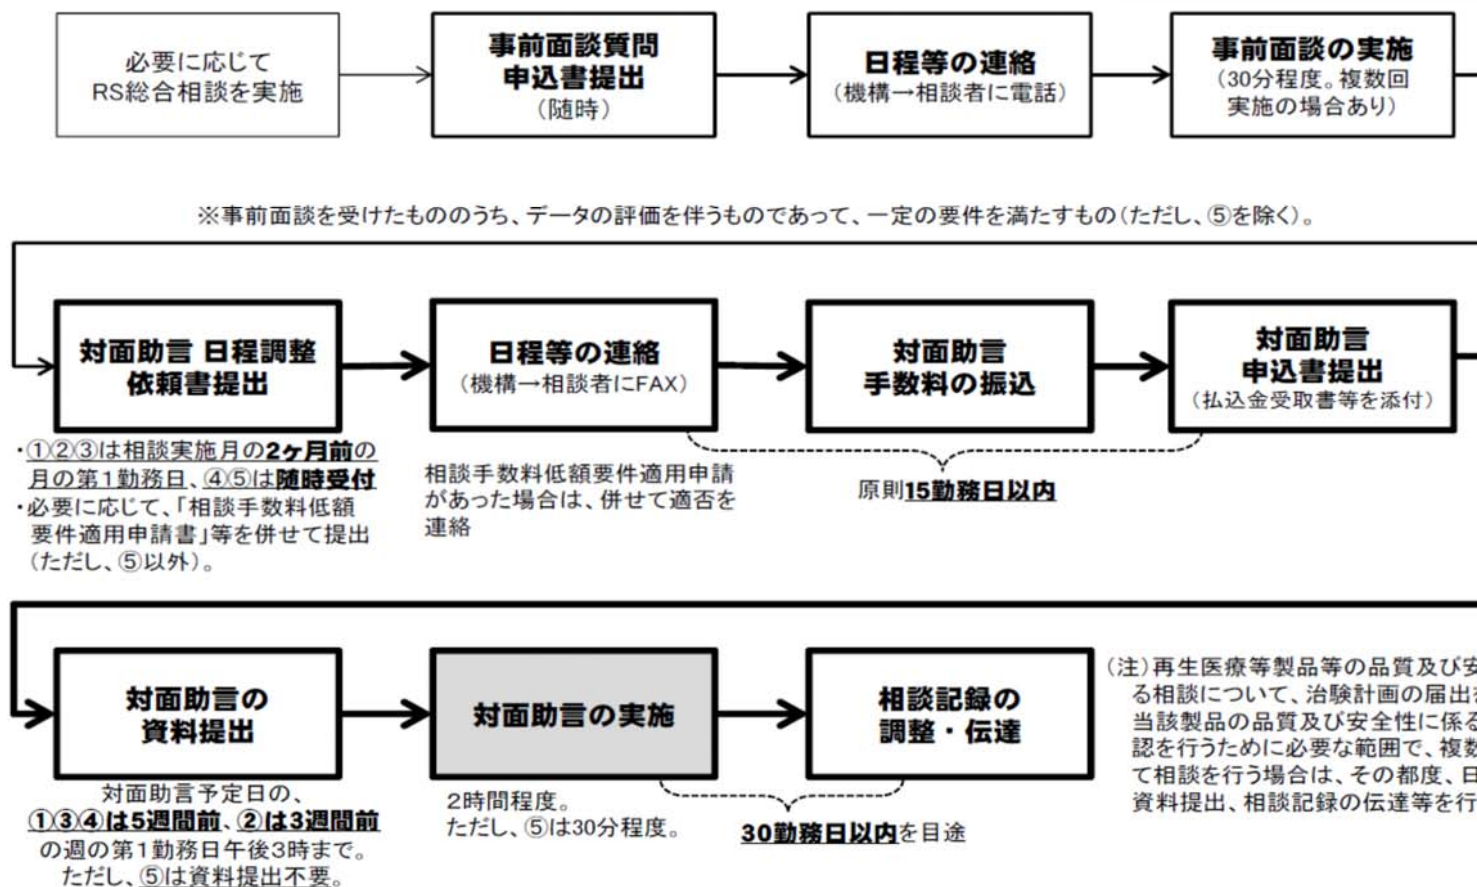 必要に応じて
RS総合相談を実施
事前面談質問
申込書提出
(随時)
日程等の連絡
(機構→相談者に電話)
事前面談の実施
(30分程度。複数回
実施の場合あり)
※事前面談を受けたもののうち、データの評価を伴うものであって、一定の要件を満たすもの(ただし、⑤を除く)。
対面助言 日程調整
依頼書提出
日程等の連絡
(機構→相談者にFAX)
対面助言
手数料の振込
対面助言
申込書提出
(払込金受取書等を添付)
・①②③は相談実施月の2ヶ月前の
月の第1勤務日、④⑤は随時受付
・必要に応じて、「相談手数料低額
要件適用申請書」等を併せて提出
(ただし、⑤以外)。
相談手数料低額要件適用申請
があった場合は、併せて適否を
連絡
原則15勤務日以内
対面助言の
資料提出
対面助言の実施
相談記録の
調整・伝達
対面助言予定日の、
①③④は5週間前、②は3週間前
の週の第1勤務日午後3時まで。
ただし、⑤は資料提出不要。
2時間程度。
ただし、⑤は30分程度。
30勤務日以内を目途
(注)再生医療等製品等の品質及び安
る相談について、治験計画の届出を
当該製品の品質及び安全性に係る
認を行うために必要な範囲で、複数
て相談を行う場合は、その都度、日
資料提出、相談記録の伝達等を行